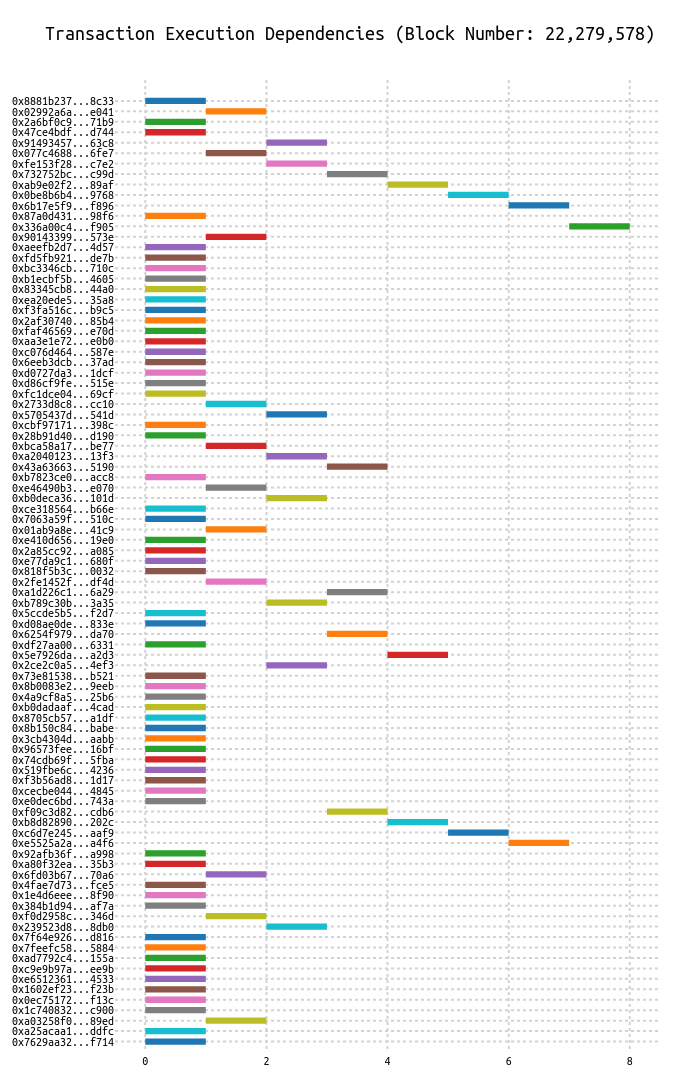 Transaction Execution Dependencies (Block Number: 22,279,578)
0x8881b237...8c33
0x02992a6a...e041
0x2a6bf0c9...71b9
0x47ce4bdf...d744
0x91493457...63c8
0x077c4688...6fe7
0xfe153f28...c7e2
0x732752bc...c99d
0xab9e02f2...89af
0x0be8b6b4...9768
0x6b17e5f9...f896
0x87a0d431...98f6
0x336a00c4...f905
0x90143399...573e
0xaeefb2d7...4d57
0xfd5fb921...de7b
0xbc3346cb...710c
0xb1ecbf5b...4605
0x83345cb8...44a0
0xea20ede5...35a8
0xf3fa516c...b9c5
0x2af30740...85b4
0xfaf46569...e70d
0xaa3e1e72...e0b0
0xc076d464...587e
0x6eeb3dcb...37ad
0xd0727da3...1dcf
0xd86cf9fe...515e
0xfc1dce04...69cf
0x2733d8c8...cc10
0x5705437d...541d
0xcbf97171...398c
0x28b91d40...d190
0xbca58a17...be77
0xa2040123...13f3
0x43a63663...5190
0xb7823ce0...acc8
0xe46490b3...e070
0xb0deca36...101d
0xce318564...b66e
0x7063a59f...510c
0x01ab9a8e...41c9
0xe410d656...19e0
0x2a85cc92...a085
0xe77da9c1...680f
0x818f5b3c...0032
0x2fe1452f...df4d
0xa1d226c1...6a29
0xb789c30b...3a35
0x5ccde5b5...f2d7
0xd08ae0de...833e
0x6254f979...da70
0xdf27aa00...6331
0x5e7926da...a2d3
0x2ce2c0a5...4ef3
0x73e81538...b521
0x8b0083e2...9eeb
0x4a9cf8a5...25b6
0xb0dadaaf...4cad
0x8705cb57...a1df
0x8b150c84...babe
0x3cb4304d...aabb
0x96573fee...16bf
0x74cdb69f...5fba
0x519fbe6c...4236
0xf3b56ad8...1d17
0xcecbe044...4845
0xe0dec6bd...743a
0xf09c3d82...cdb6
0xb8d82890...202c
0xc6d7e245...aaf9
0xe5525a2a...a4f6
0x92afb36f...a998
0xa80f32ea...35b3
0x6fd03b67...70a6
0x4fae7d73...fce5
0x1e4d6eee...8f90
0x384b1d94...af7a
0xf0d2958c...346d
0x239523d8...8db0
0x7f64e926...d816
0x7feefc58...5884
0xad7792c4...155a
0xc9e9b97a...ee9b
0xe6512361...4533
0x1602ef23...f23b
0x0ec75172...f13c
0x1c740832...c900
0xa03258f0...89ed
0xa25acaa1...ddfc
0x7629aa32...f714
0 2 4 6 8